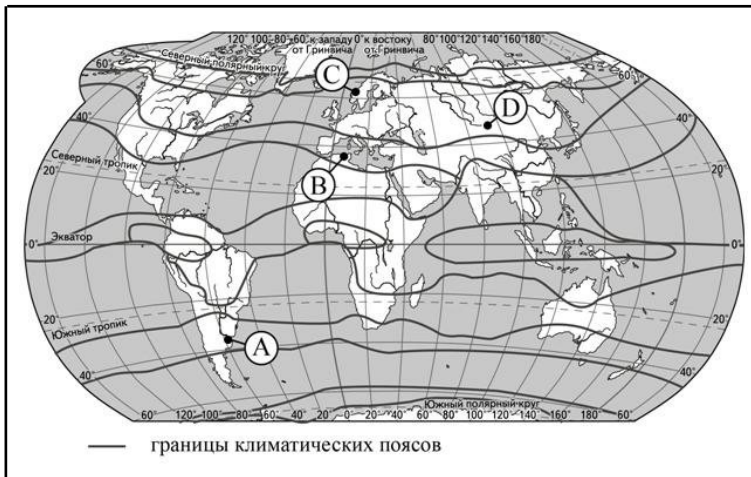 120 100-80-60 к западу 0° к востоку 80 100 120 140 160 180
от Гринвича от Гринвича
Северный полярный круг
60°
60°
C
D
40°
40°
Северный тропик
B
20°
20°
Экватор
0°
0°
20°
20°
Южный тропик
A
40°
40°
Южный полярный круг
60° 120 100 80 60 40 20 0 20 40 60 80 100 120 140 160 180 60°
границы климатических поясов